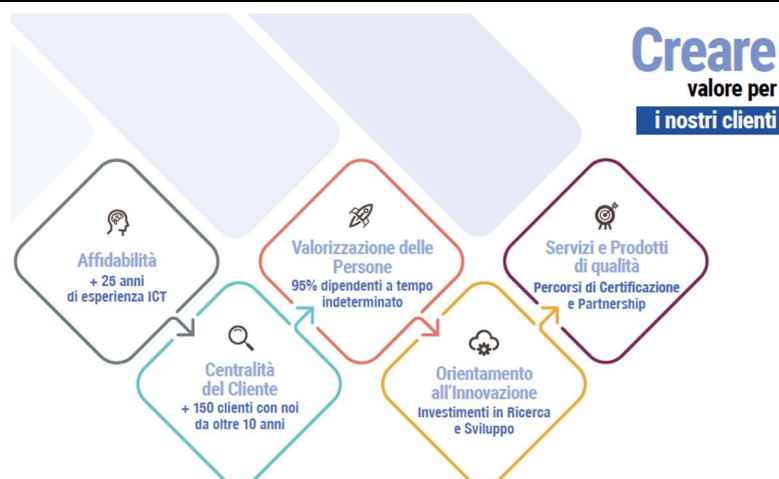 Creare
valore per
i nostri clienti
Affidabilità
+ 25 anni
di esperienza ICT
Centralità
del Cliente
+ 150 clienti con noi
da oltre 10 anni
Valorizzazione delle
Persone
95% dipendenti a tempo
indeterminato
Orientamento
all'Innovazione
Investimenti in Ricerca
e Sviluppo
Servizi e Prodotti
di qualità
Percorsi di Certificazione
e Partnership